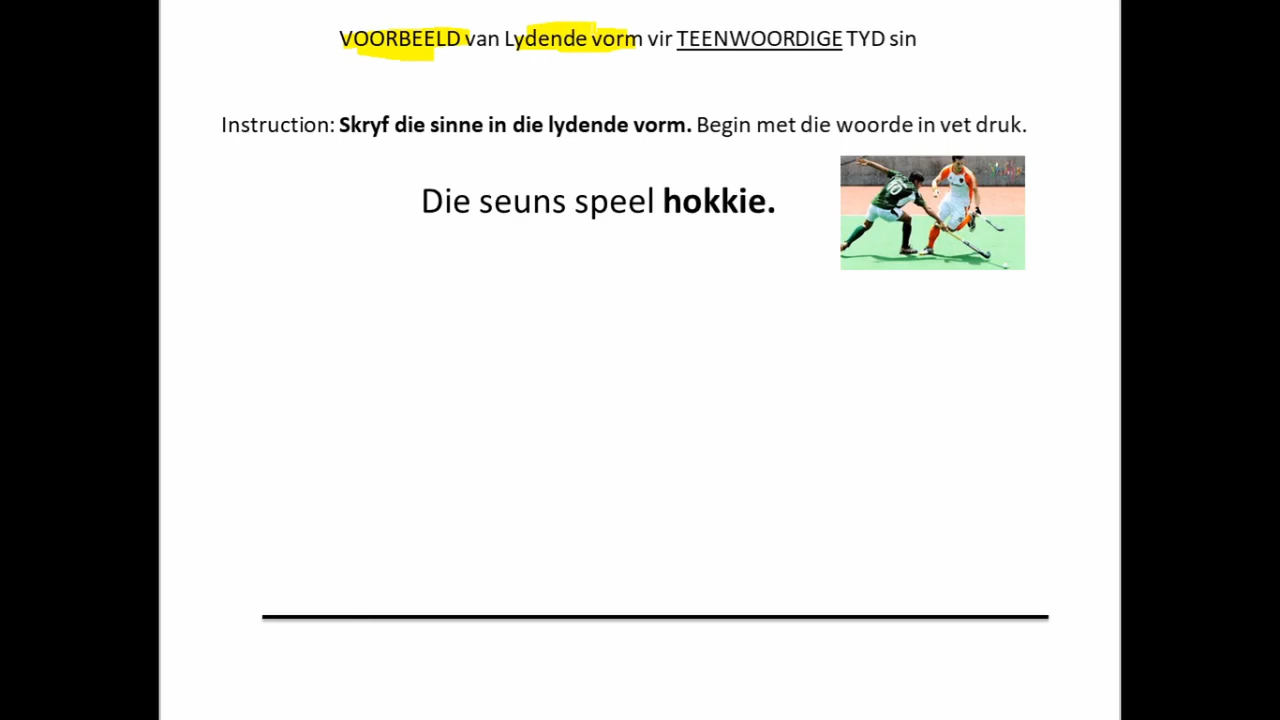 VOORBEELD van Lydende vorm vir TEENWOORDIGE TYD sin
Instruction: Skryf die sinne in die lydende vorm. Begin met die woorde in vet druk.
Die seuns speel hokkie.
10